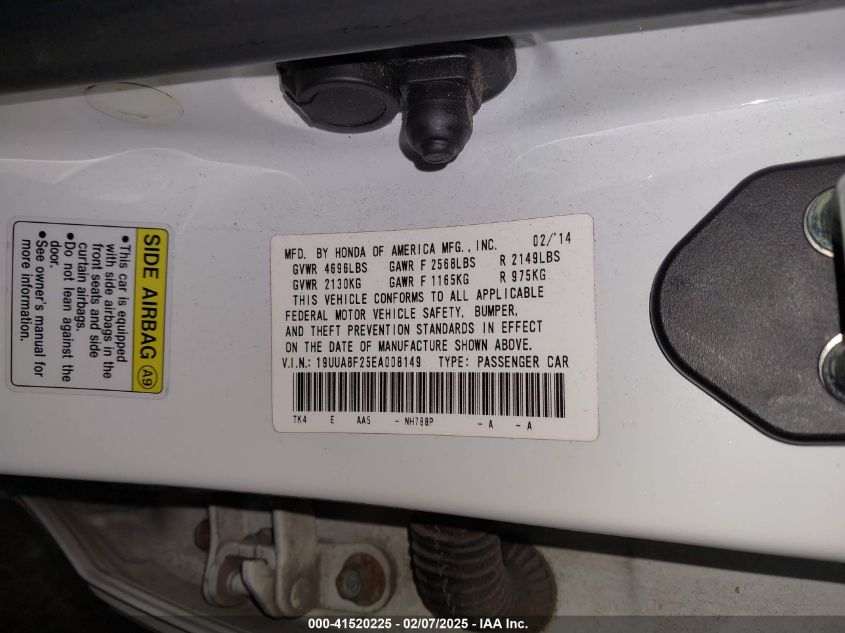 SIDE AIRBAG A9
• This car is equipped
with side airbags in the
front seats and side
curtain airbags.
• Do not lean against the
door.
• See owner's manual for
more information.
MFD. BY HONDA OF AMERICA MFG., INC. 02/'14
GVWR 4696LBS GAWR F 2568LBS R 2149LBS
GVWR 2130KG GAWR F 1165KG R 975KG
THIS VEHICLE CONFORMS TO ALL APPLICABLE
FEDERAL MOTOR VEHICLE SAFETY, BUMPER,
AND THEFT PREVENTION STANDARDS IN EFFECT
ON THE DATE OF MANUFACTURE SHOWN ABOVE.
V.I.N.: 19UUA8F25EA008149 TYPE: PASSENGER CAR
TK4 E AA5 - NH788P - A - A
000-41520225 - 02/07/2025 - IAA Inc.